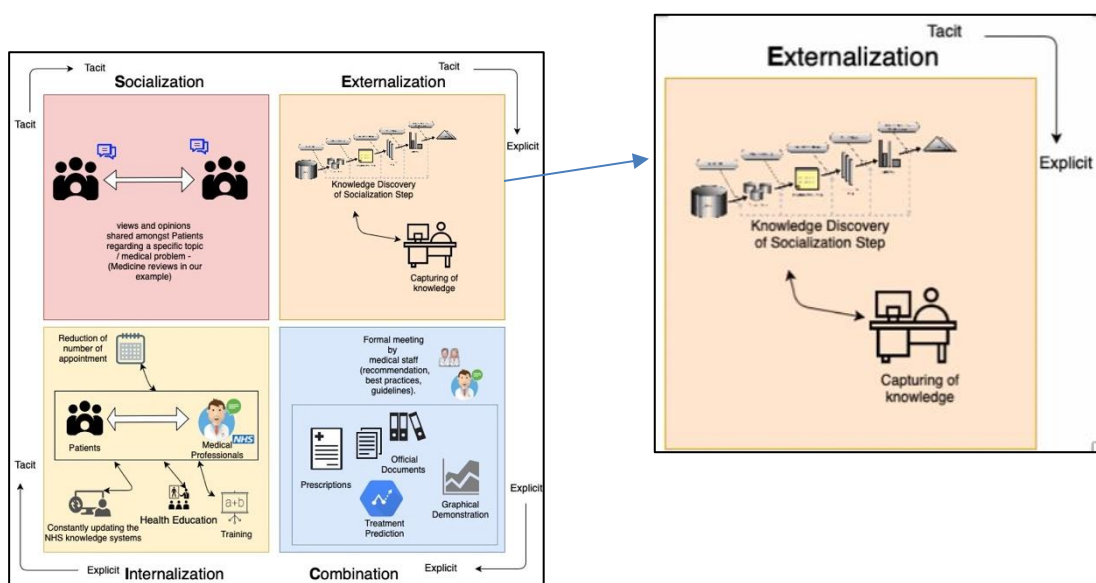 Tacit
Socialization
Tacit
Externalization
Tacit
Explicit
views and opinions
shared amongst Patients
regarding a specific topic
/ medical problem -
(Medicine reviews in our
example)
Knowledge Discovery
of Socialization Step
Capturing of
knowledge
Reduction of
number of
appointment
Patients
Medical
Professionals
NHS
Constantly updating the
NHS knowledge systems
Health Education
a+b
Training
Tacit
Explicit
Internalization
Formal meeting
by
medical staff
(recommendation,
best practices,
guidelines).
Prescriptions
Official
Documents
Treatment
Prediction
Graphical
Demonstration
Explicit
Combination
Explicit
Tacit
Externalization
Explicit
Knowledge Discovery
of Socialization Step
Capturing of
knowledge